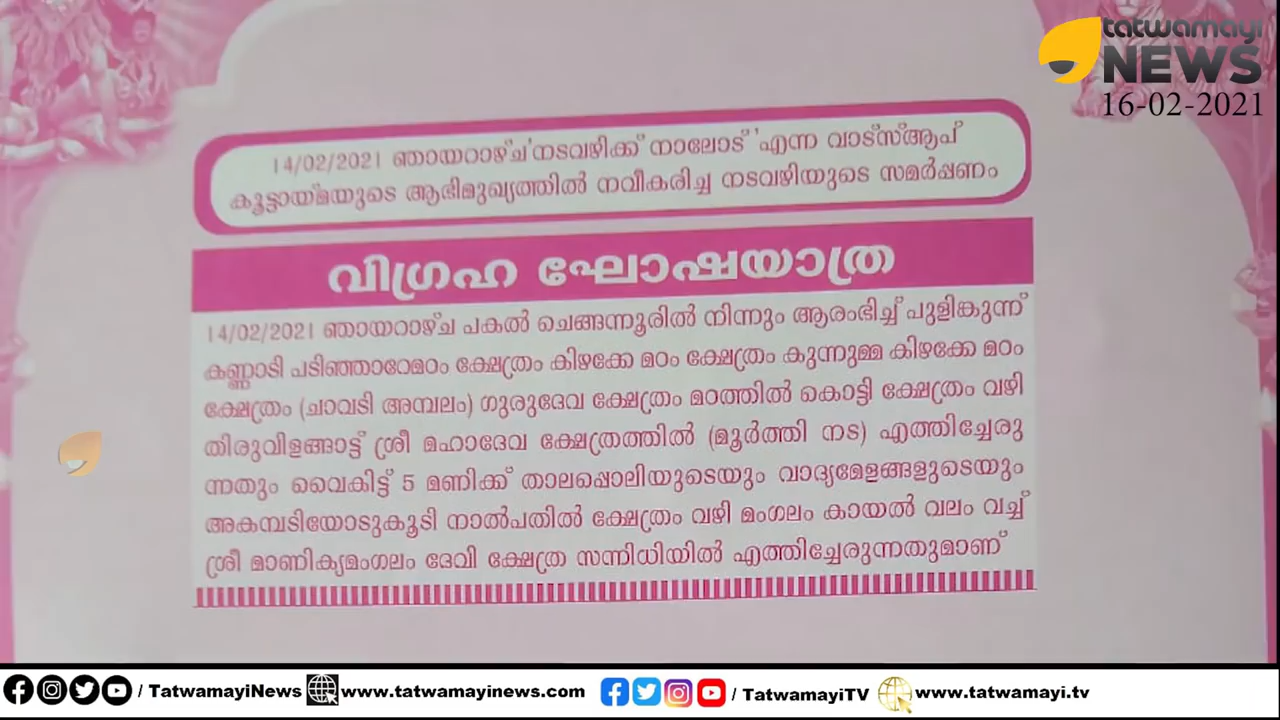 tatwamayi
NEWS
16-02-2021
14/02/2021 ഞായറാഴ്ച 'നടവഴിക്ക് നാലോട്' എന്ന വാട്സ്ആപ്
കൂട്ടായ്മയുടെ ആഭിമുഖ്യത്തിൽ നവീകരിച്ച നടവഴിയുടെ സമർപ്പണം
വിഗ്രഹ ഘോഷയാത്ര
14/02/2021 ഞായറാഴ്ച പകൽ ചെങ്ങന്നൂരിൽ നിന്നും ആരംഭിച്ച് പുളിങ്കുന്ന്
കണ്ണാടി പടിഞ്ഞാറേമഠം ക്ഷേത്രം കിഴക്കേ മഠം ക്ഷേത്രം കുന്നുമ്മ കിഴക്കേ മഠം
ക്ഷേത്രം (ചാവടി അമ്പലം) ഗുരുദേവ ക്ഷേത്രം മഠത്തിൽ കൊട്ടി ക്ഷേത്രം വഴി
തിരുവിളങ്ങാട്ട് ശ്രീ മഹാദേവ ക്ഷേത്രത്തിൽ (മൂർത്തി നട) എത്തിച്ചേരു
ന്നതും വൈകിട്ട് 5 മണിക്ക് താലപ്പൊലിയുടെയും വാദ്യമേളങ്ങളുടെയും
അകമ്പടിയോടുകൂടി നാൽപതിൽ ക്ഷേത്രം വഴി മംഗലം കായൽ വലം വച്ച്
ശ്രീ മാണിക്യമംഗലം ദേവി ക്ഷേത്ര സന്നിധിയിൽ എത്തിച്ചേരുന്നതുമാണ്
/ TatwamayiNews www.tatwamayinews.com / TatwamayiTV www.tatwamayi.tv